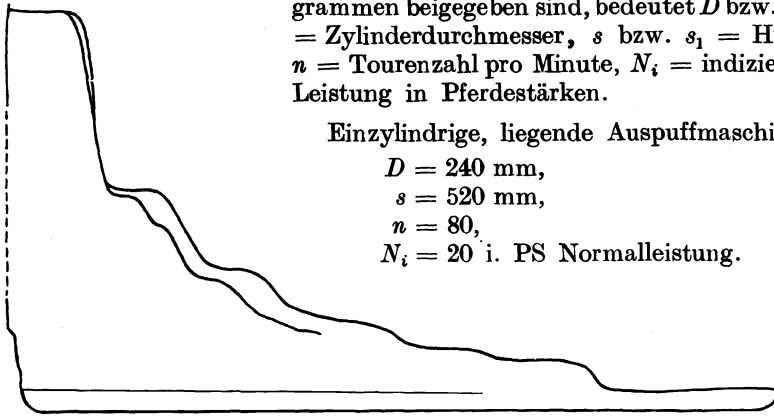 grammen beigegeben sind, bedeutet D bzw.
= Zylinderdurchmesser, s bzw. s₁ = H
n = Tourenzahl pro Minute, Nᵢ = indizie
Leistung in Pferdestärken.
Einzylindrige, liegende Auspuffmaschi
D = 240 mm,
s = 520 mm,
n = 80,
Nᵢ = 20 i. PS Normalleistung.